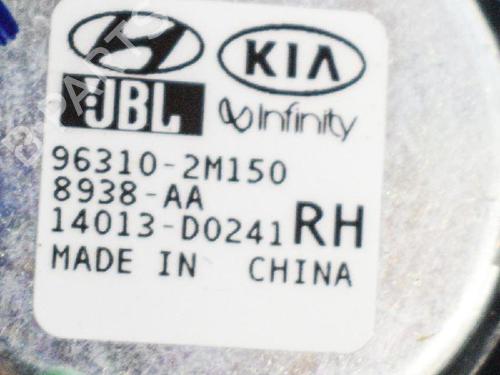 KIA
JBL Infinity
96310-2M150
8938-AA
14013-D0241 RH
MADE IN CHINA